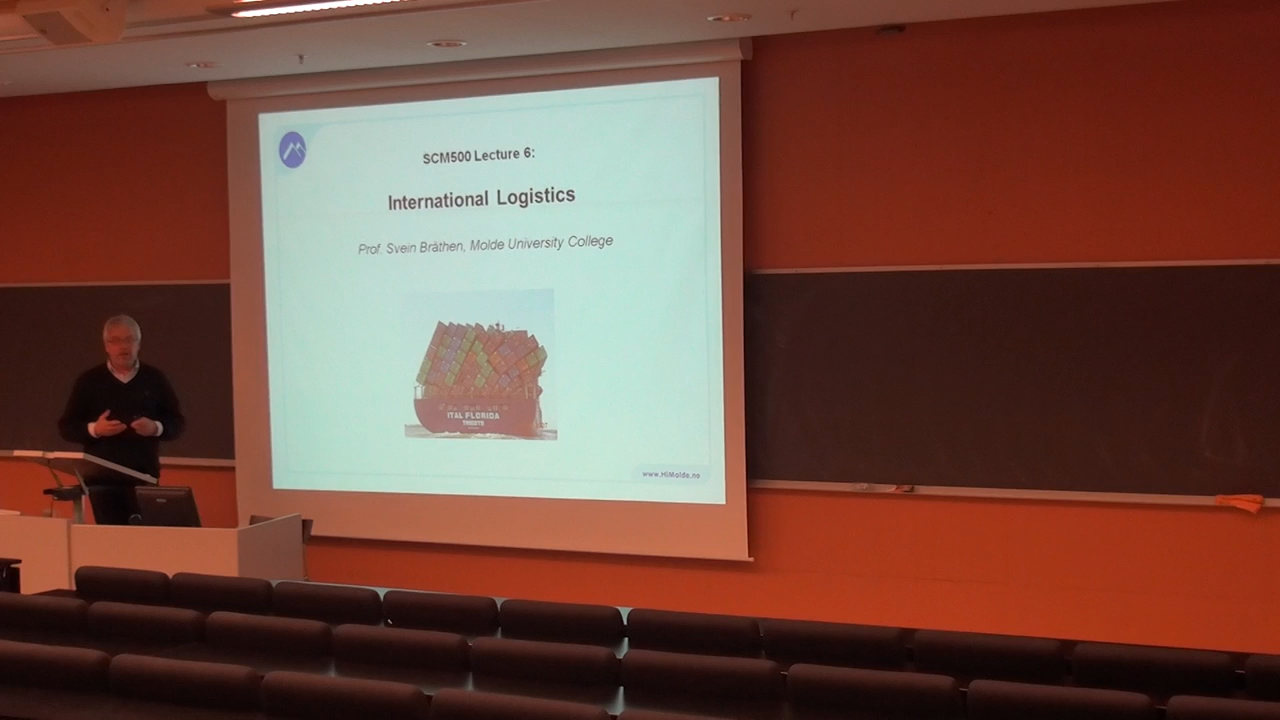 SCM500 Lecture 6:
International Logistics
Prof. Svein Bråthen, Molde University College
ITAL FLORIDA
TRIESTE
www.HiMolde.no